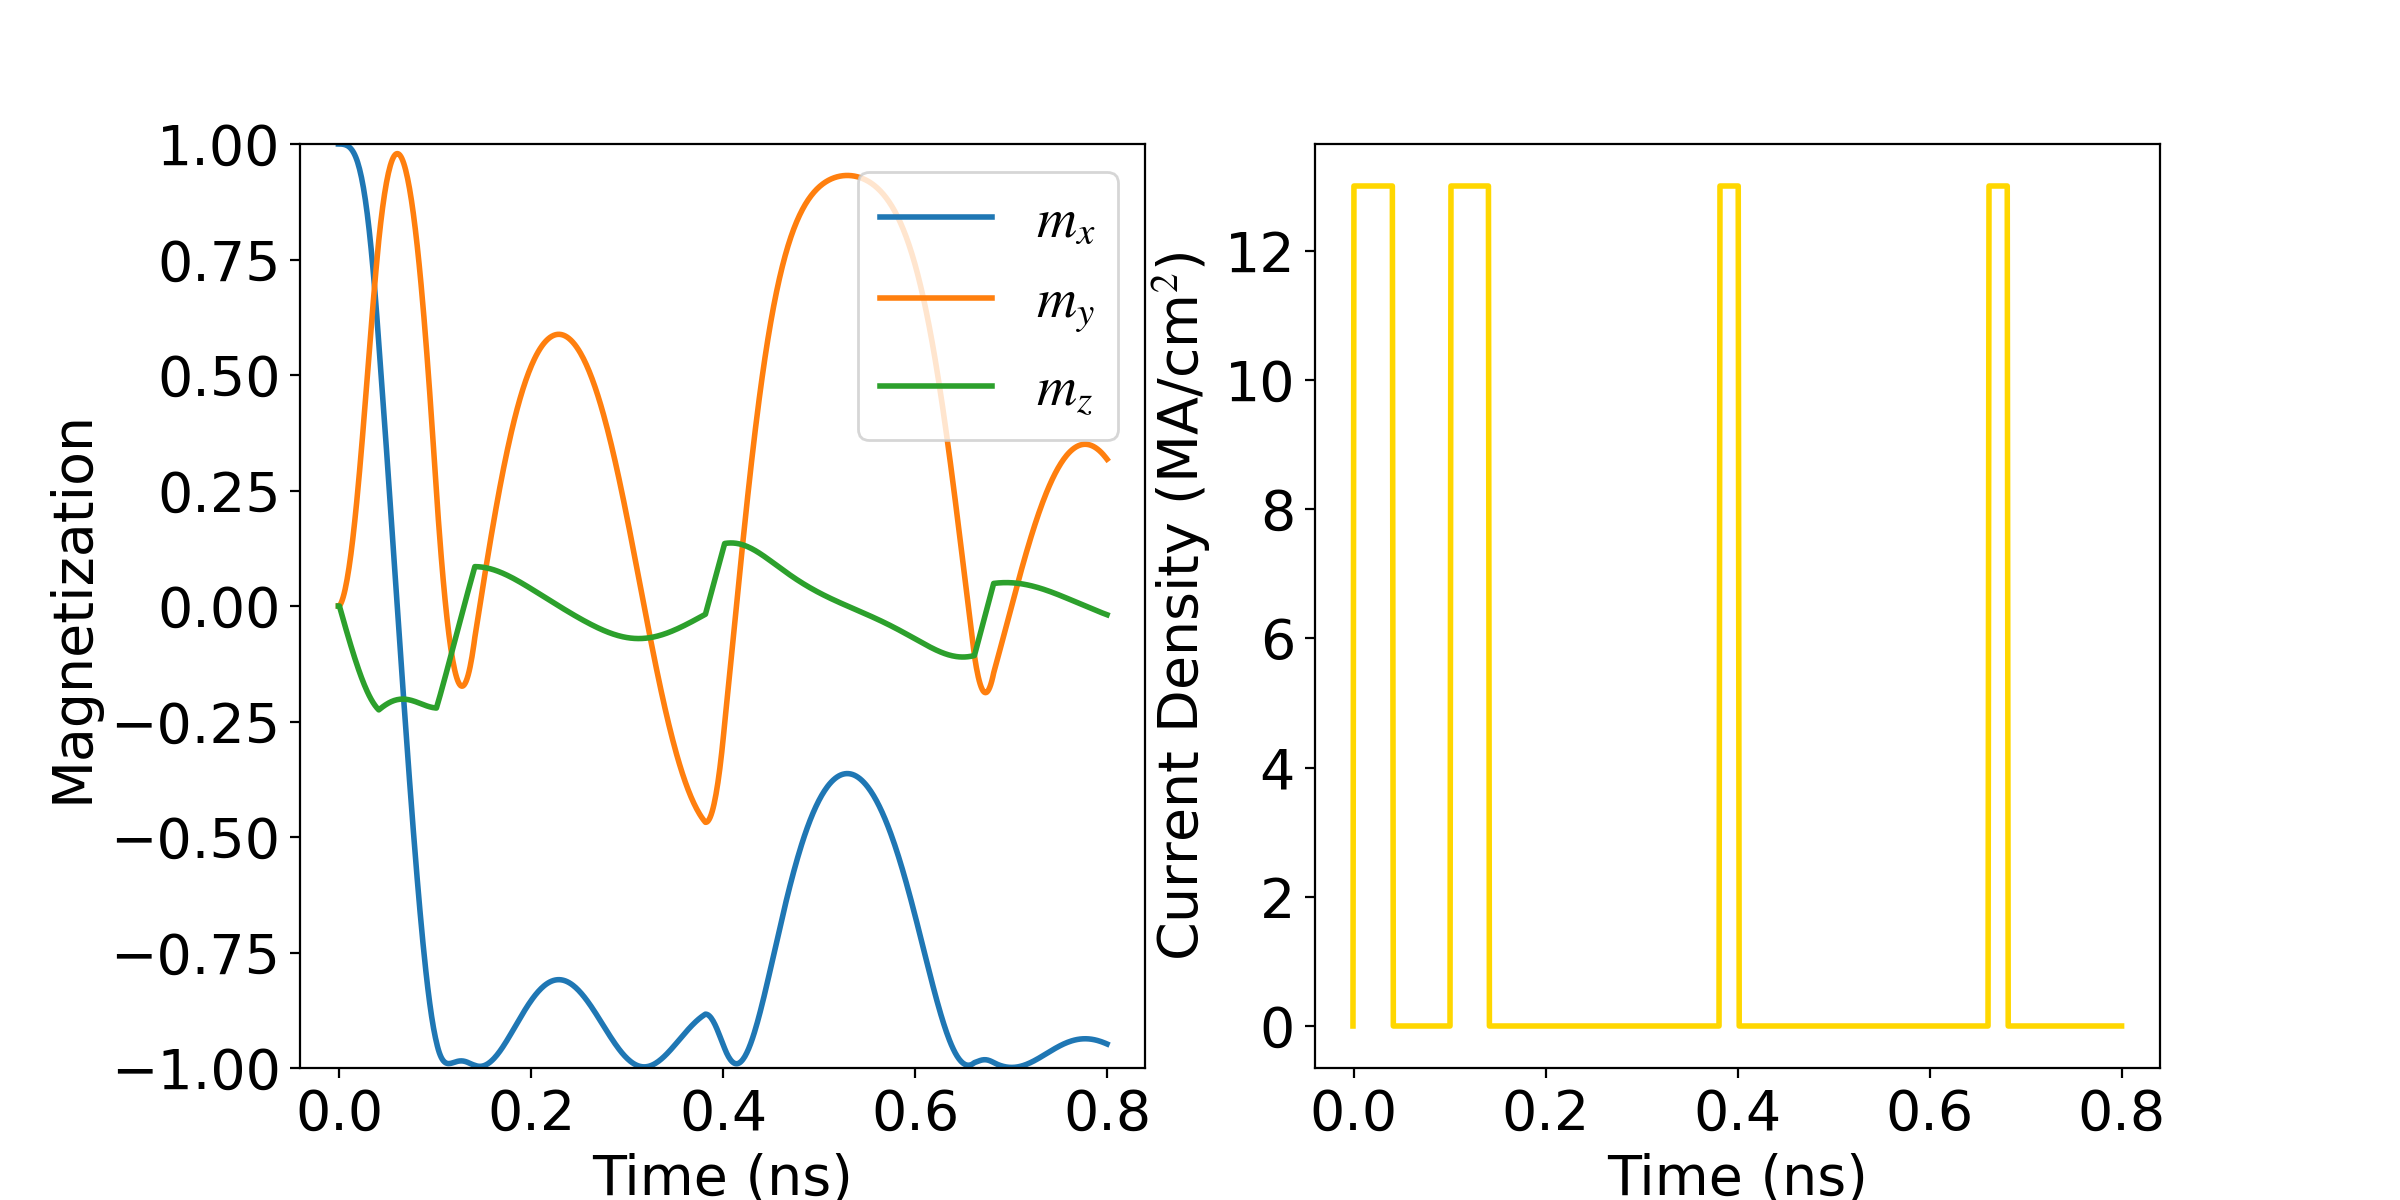 Magnetization
1.00
0.75
0.50
0.25
0.00
−0.25
−0.50
−0.75
−1.00
0.0 0.2 0.4 0.6 0.8
Time (ns)
m_x
m_y
m_z
Current Density (MA/cm²)
12
10
8
6
4
2
0
0.0 0.2 0.4 0.6 0.8
Time (ns)